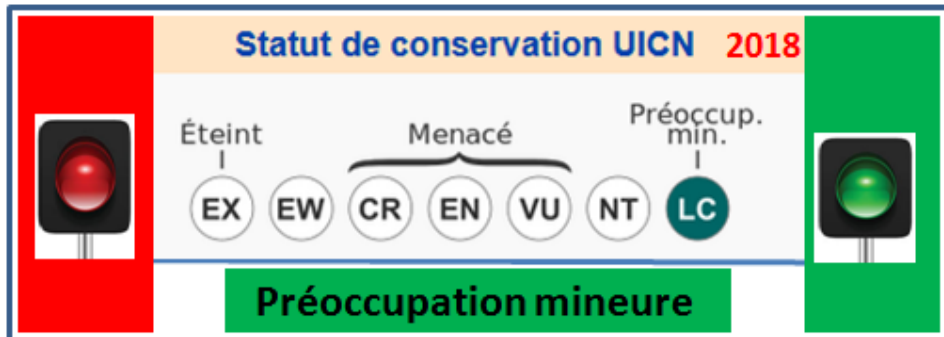 Statut de conservation UICN 2018
Préoccup.
Éteint Menacé min.
EX EW CR EN VU NT LC
Préoccupation mineure